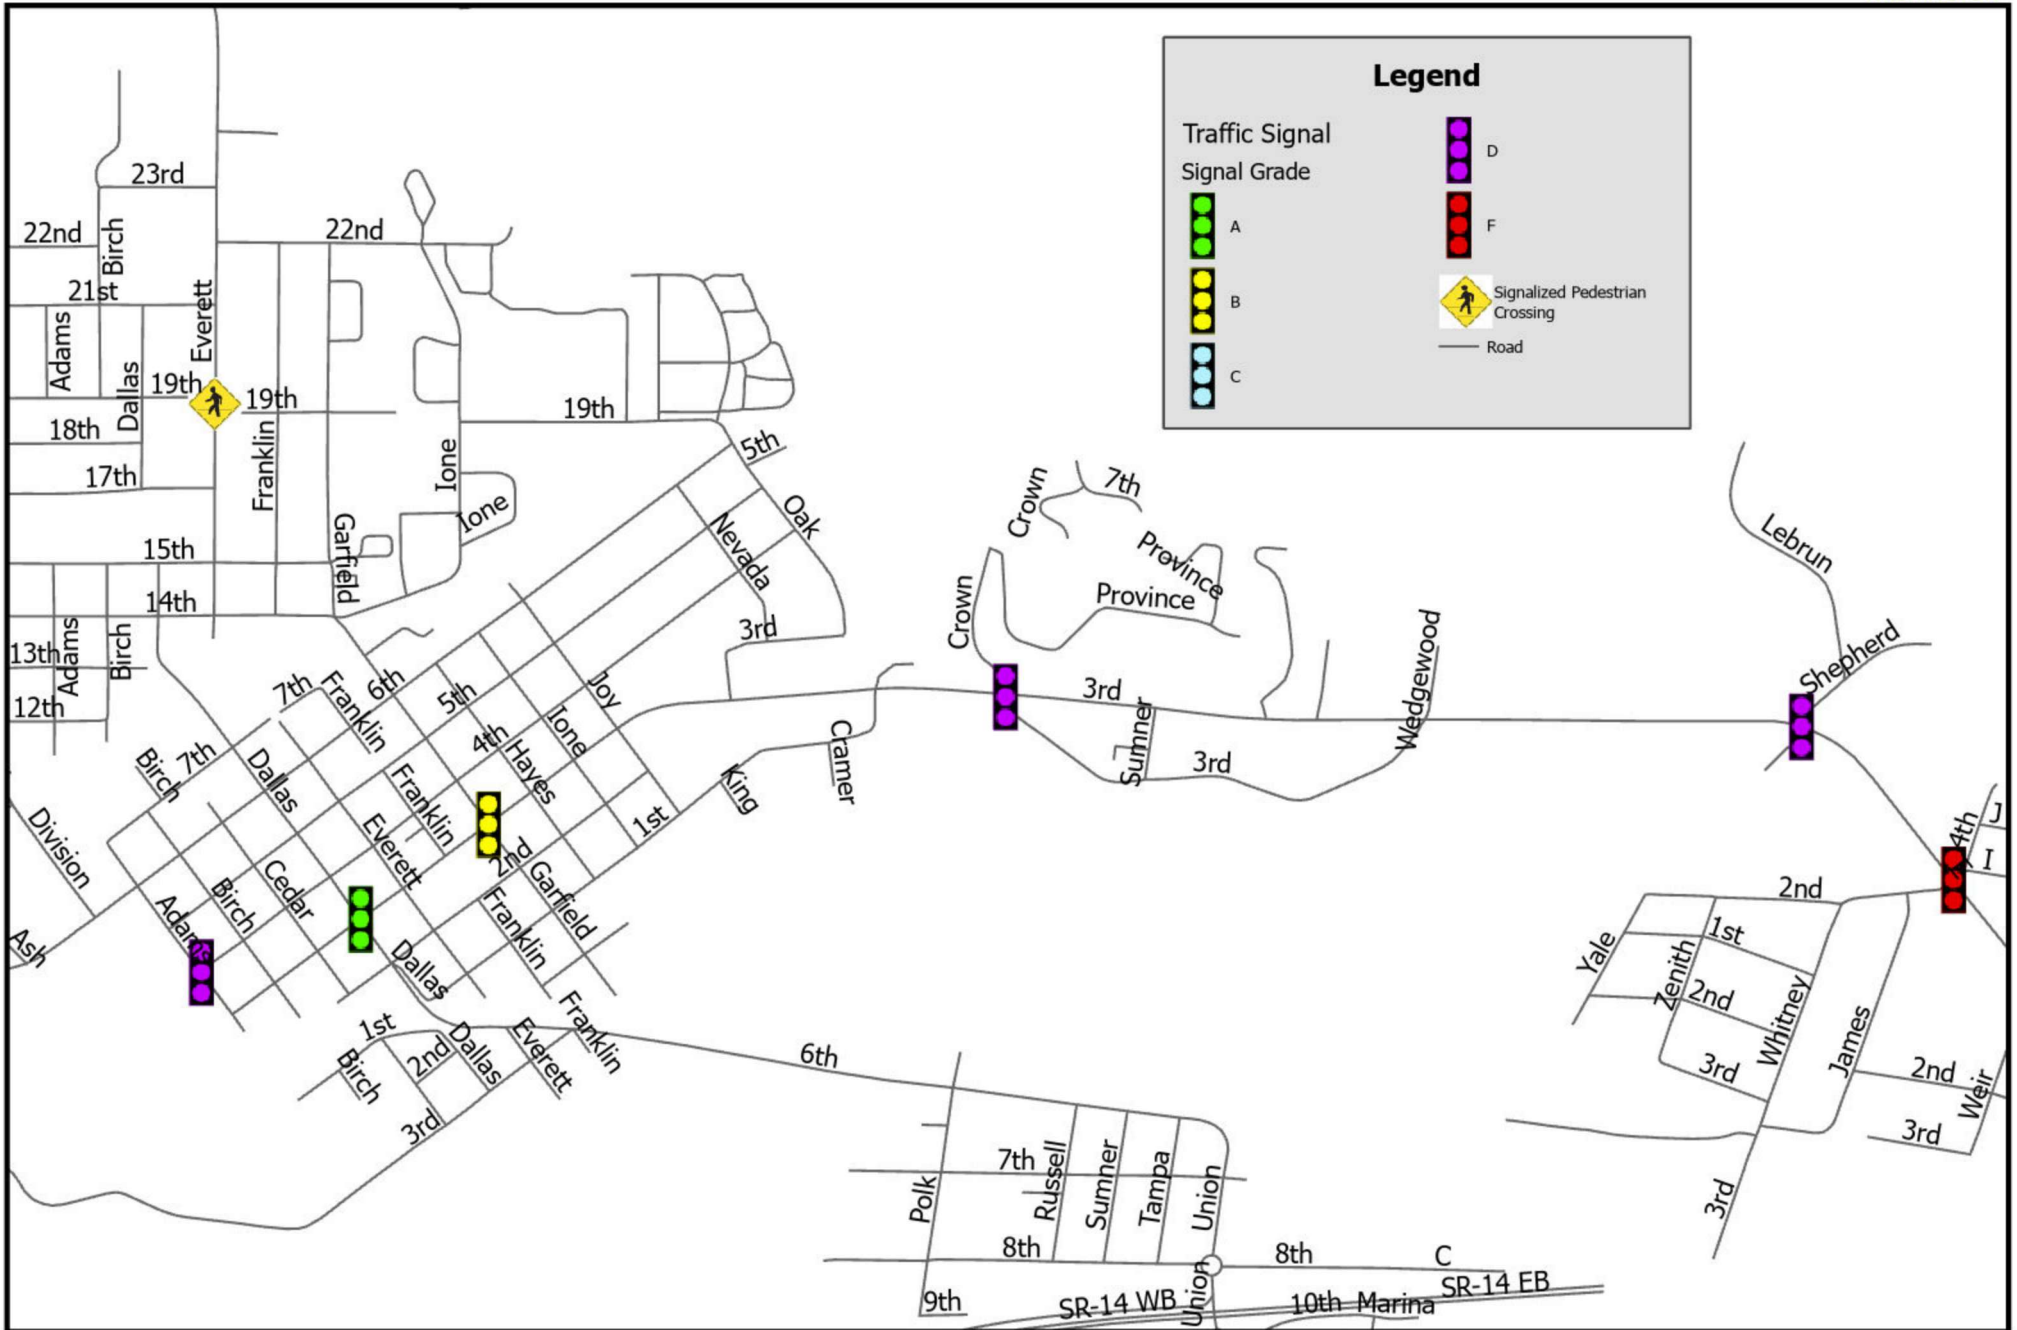 Legend
Traffic Signal
Signal Grade
A
B
C
D
F
Signalized Pedestrian
Crossing
Road
23rd
22nd
22nd
Birch
21st
Everett
Adams
Dallas
19th
19th
19th
18th
17th
Franklin
Ione
Ione
5th
Oak
Nevada
Garfield
15th
14th
13th
Adams
Birch
12th
3rd
7th
Franklin
6th
5th
Joy
4th
Ione
Hayes
7th
Birch
Dallas
Franklin
Division
Everett
2nd
1st
King
Cramer
Cedar
Birch
Adams
Garfield
Franklin
Ash
Dallas
1st
2nd
Dallas
Everett
Franklin
Birch
3rd
Crown
7th
Crown
Province
Province
3rd
Sumner
3rd
Wedgewood
Lebrun
Shepherd
4th
J
I
2nd
Yale
1st
Zenith
2nd
Whitney
James
3rd
2nd
Weir
3rd
3rd
6th
7th
Russell
Sumner
Tampa
Union
Polk
8th
8th
C
9th
SR-14 WB
Union
10th
Marina
SR-14 EB